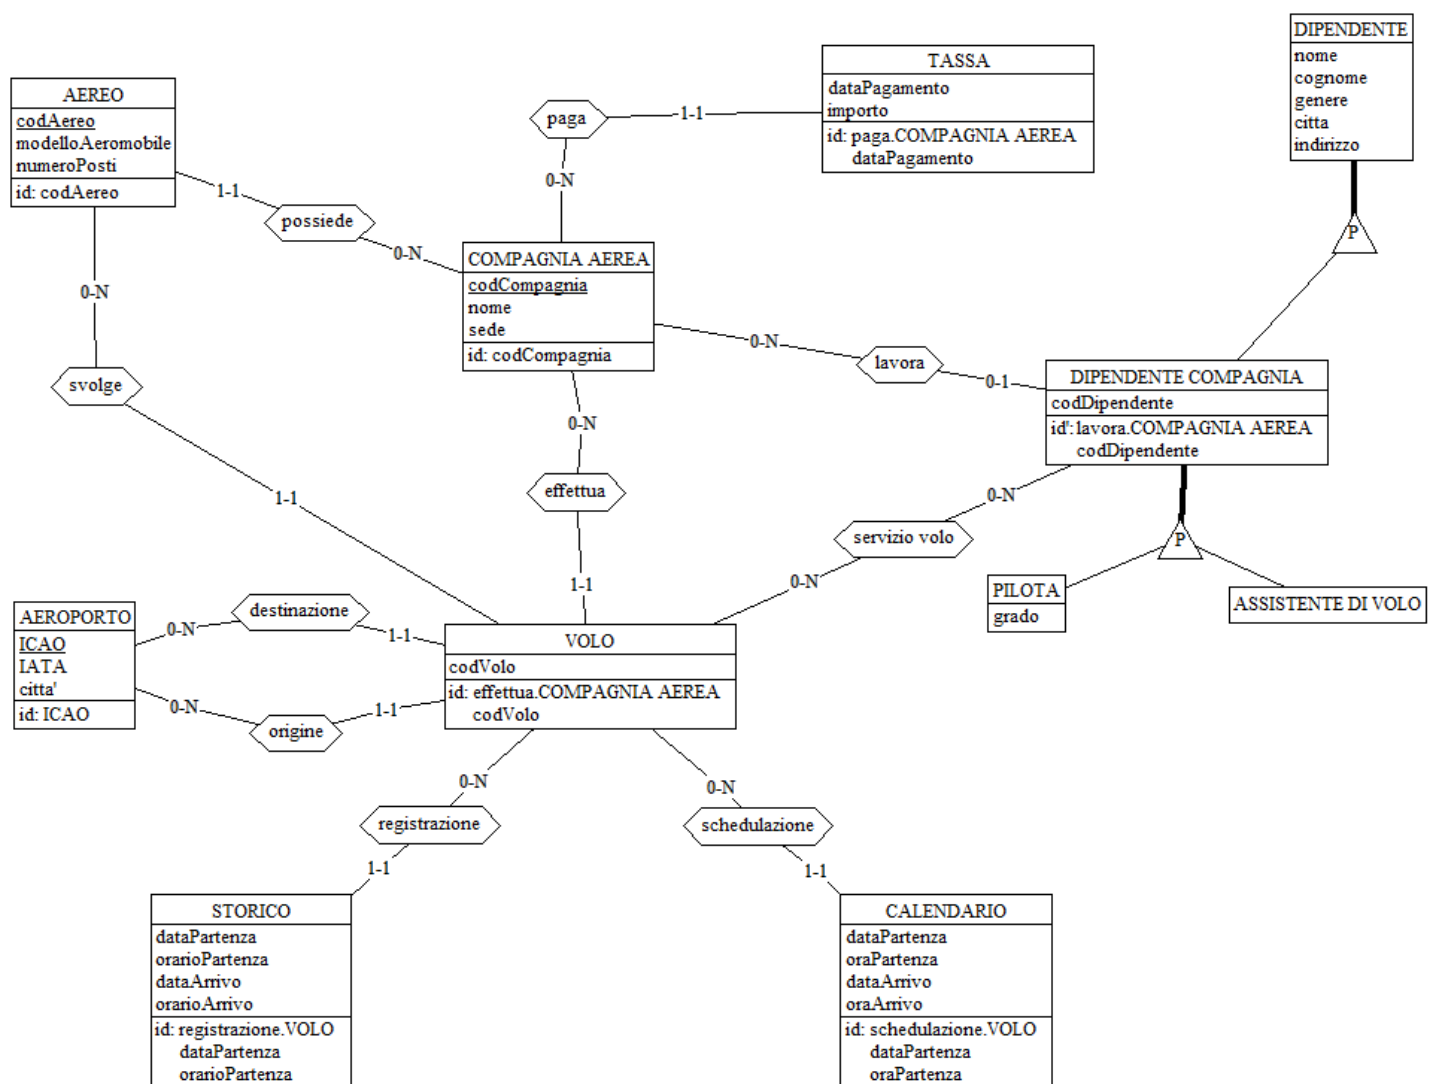 DIPENDENTE
nome
cognome
genere
citta
indirizzo
P
TASSA
dataPagamento
importo
id: paga.COMPAGNIA AEREA
dataPagamento
paga
1-1
0-N
AEREO
codAereo
modelloAeromobile
numeroPosti
id: codAereo
1-1
possiede
0-N
COMPAGNIA AEREA
codCompagnia
nome
sede
id: codCompagnia
0-N
svolge
1-1
0-N
lavora
0-1
DIPENDENTE COMPAGNIA
codDipendente
id': lavora.COMPAGNIA AEREA
codDipendente
0-N
effettua
1-1
0-N
servizio volo
0-N
P
PILOTA
grado
ASSISTENTE DI VOLO
AEROPORTO
ICAO
IATA
citta'
id: ICAO
0-N
destinazione
1-1
0-N
origine
1-1
VOLO
codVolo
id: effettua.COMPAGNIA AEREA
codVolo
0-N
registrazione
1-1
0-N
schedulazione
1-1
STORICO
dataPartenza
orarioPartenza
dataArrivo
orarioArrivo
id: registrazione.VOLO
dataPartenza
orarioPartenza
CALENDARIO
dataPartenza
oraPartenza
dataArrivo
oraArrivo
id: schedulazione.VOLO
dataPartenza
oraPartenza